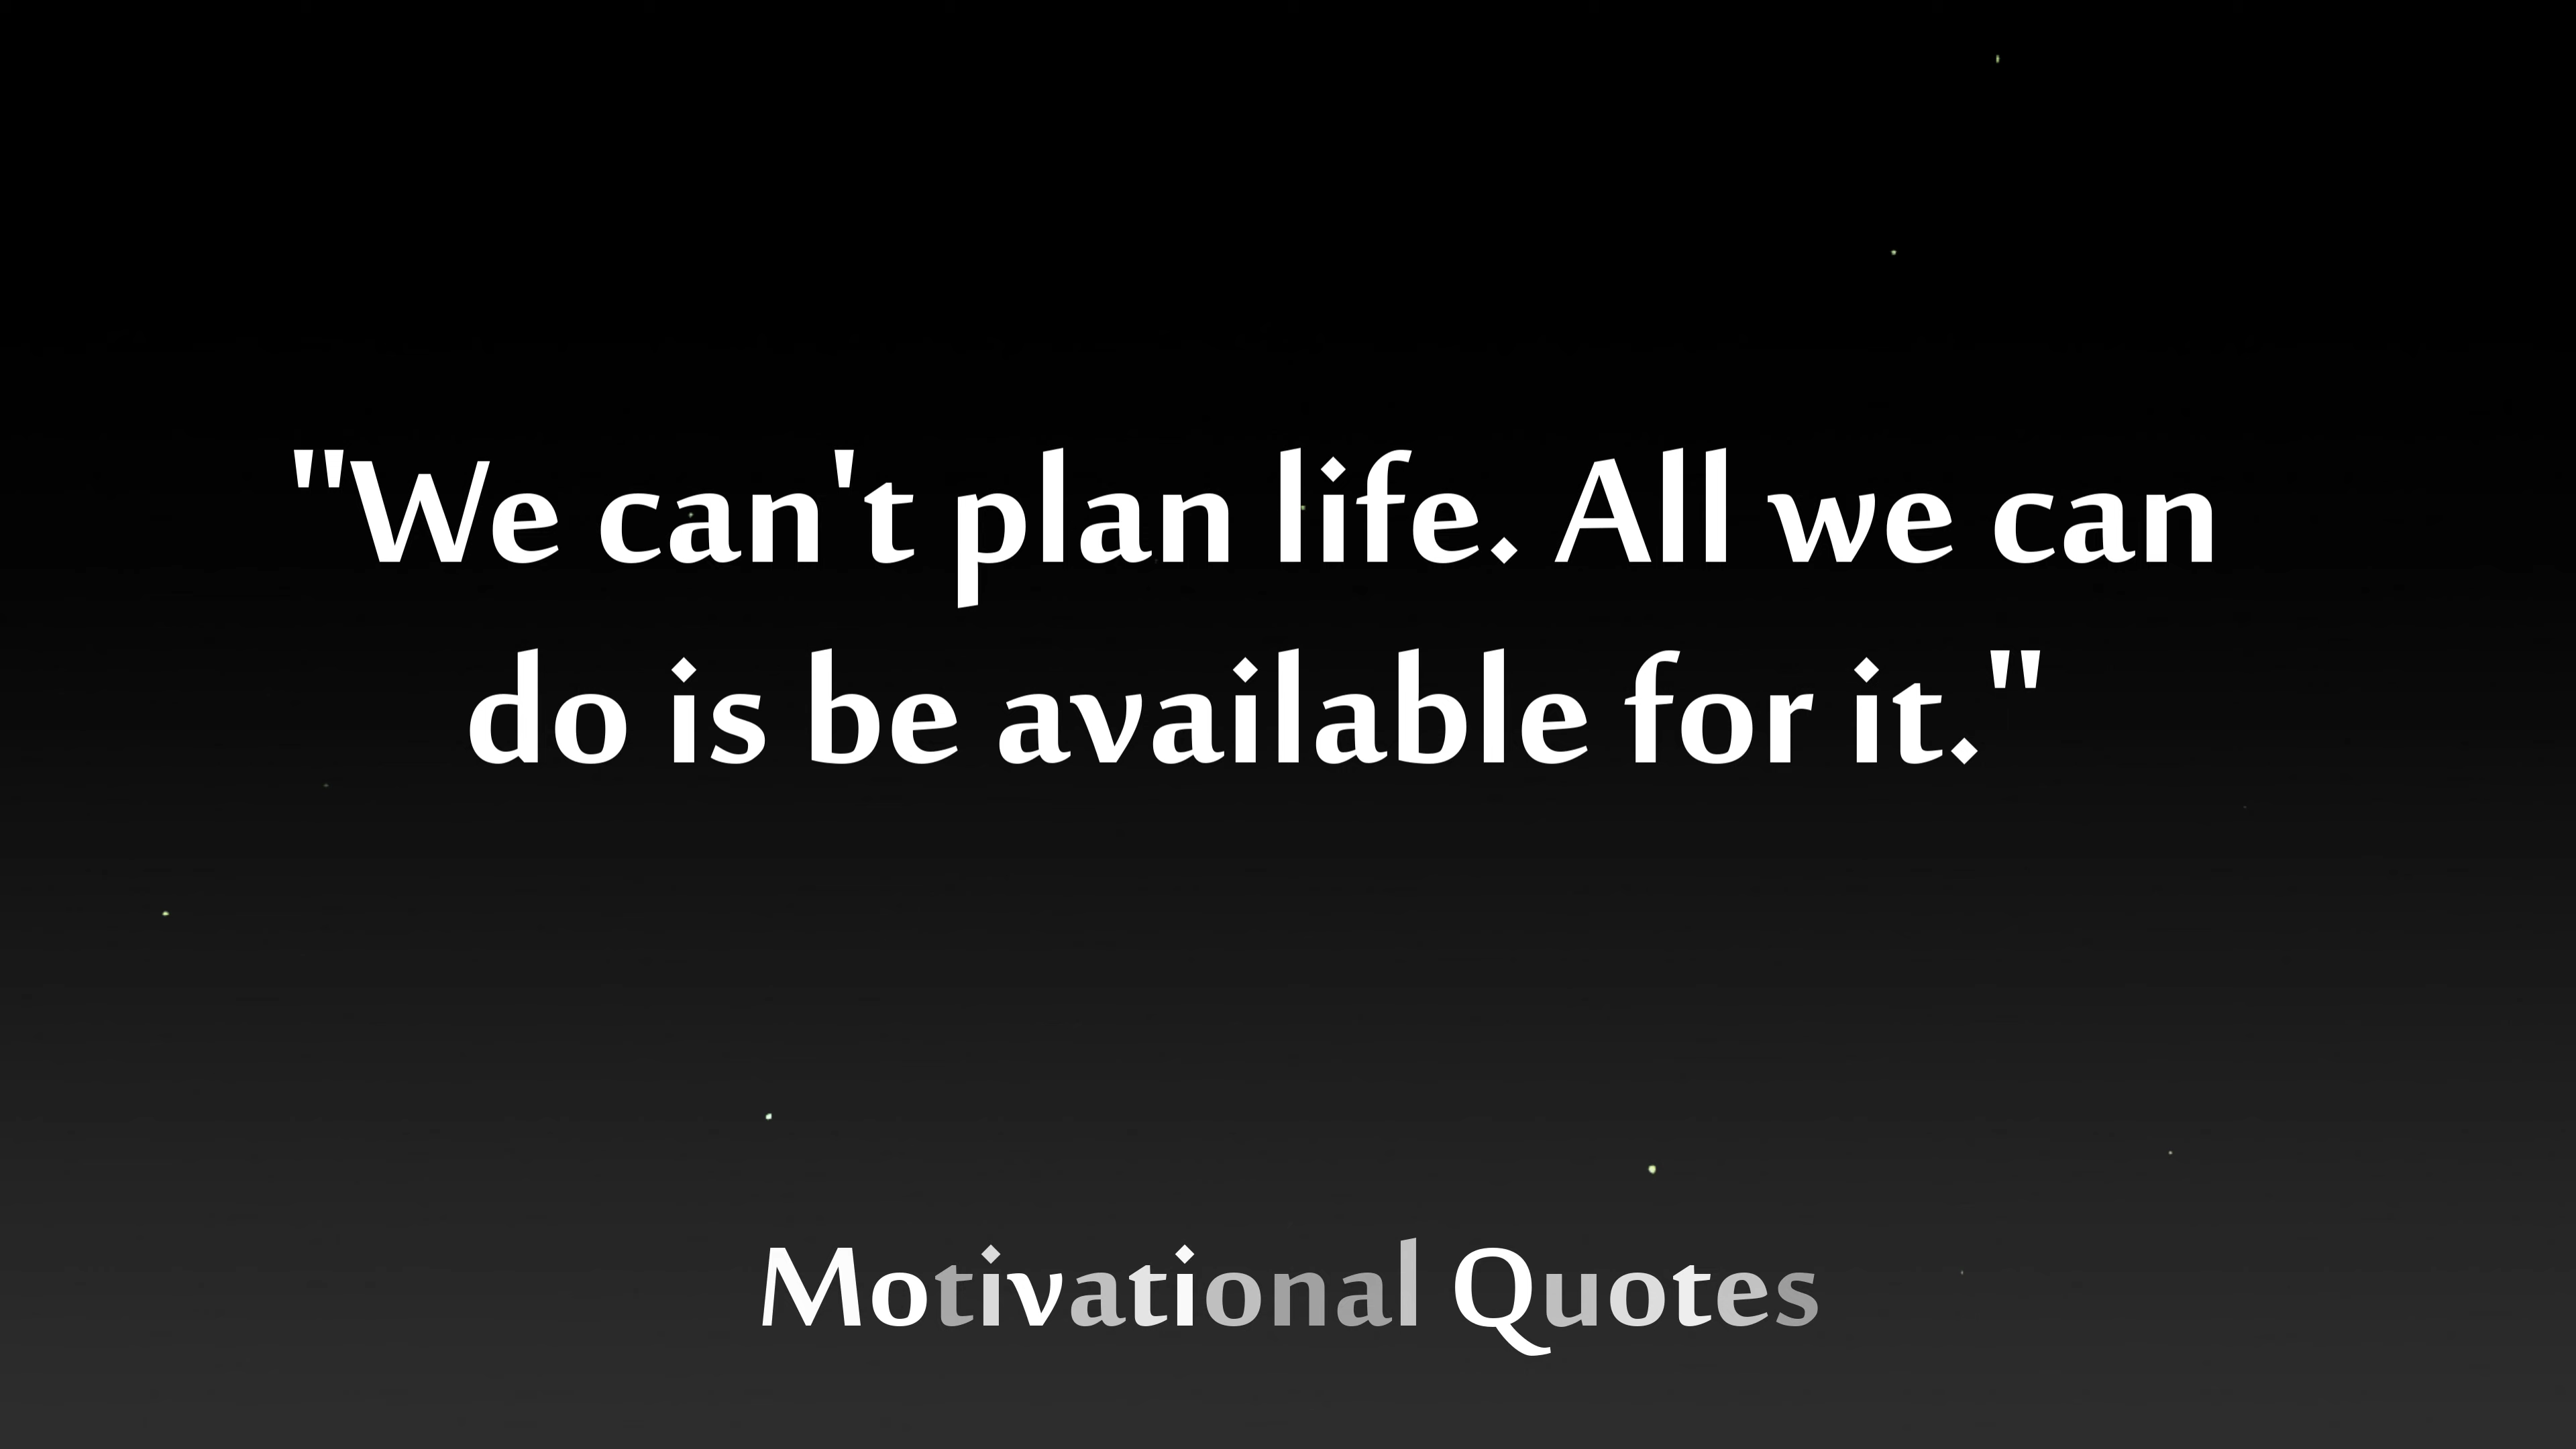 "We can't plan life. All we can
do is be available for it."
Motivational Quotes